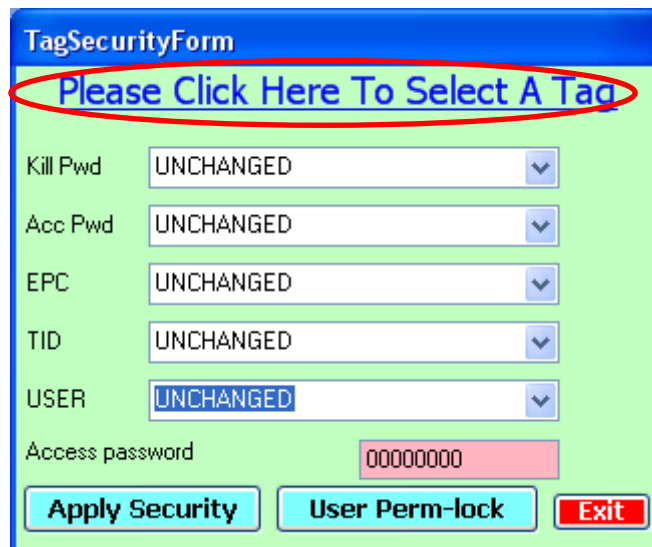 TagSecurityForm
Please Click Here To Select A Tag
Kill Pwd UNCHANGED
Acc Pwd UNCHANGED
EPC UNCHANGED
TID UNCHANGED
USER UNCHANGED
Access password 00000000
Apply Security User Perm-lock Exit